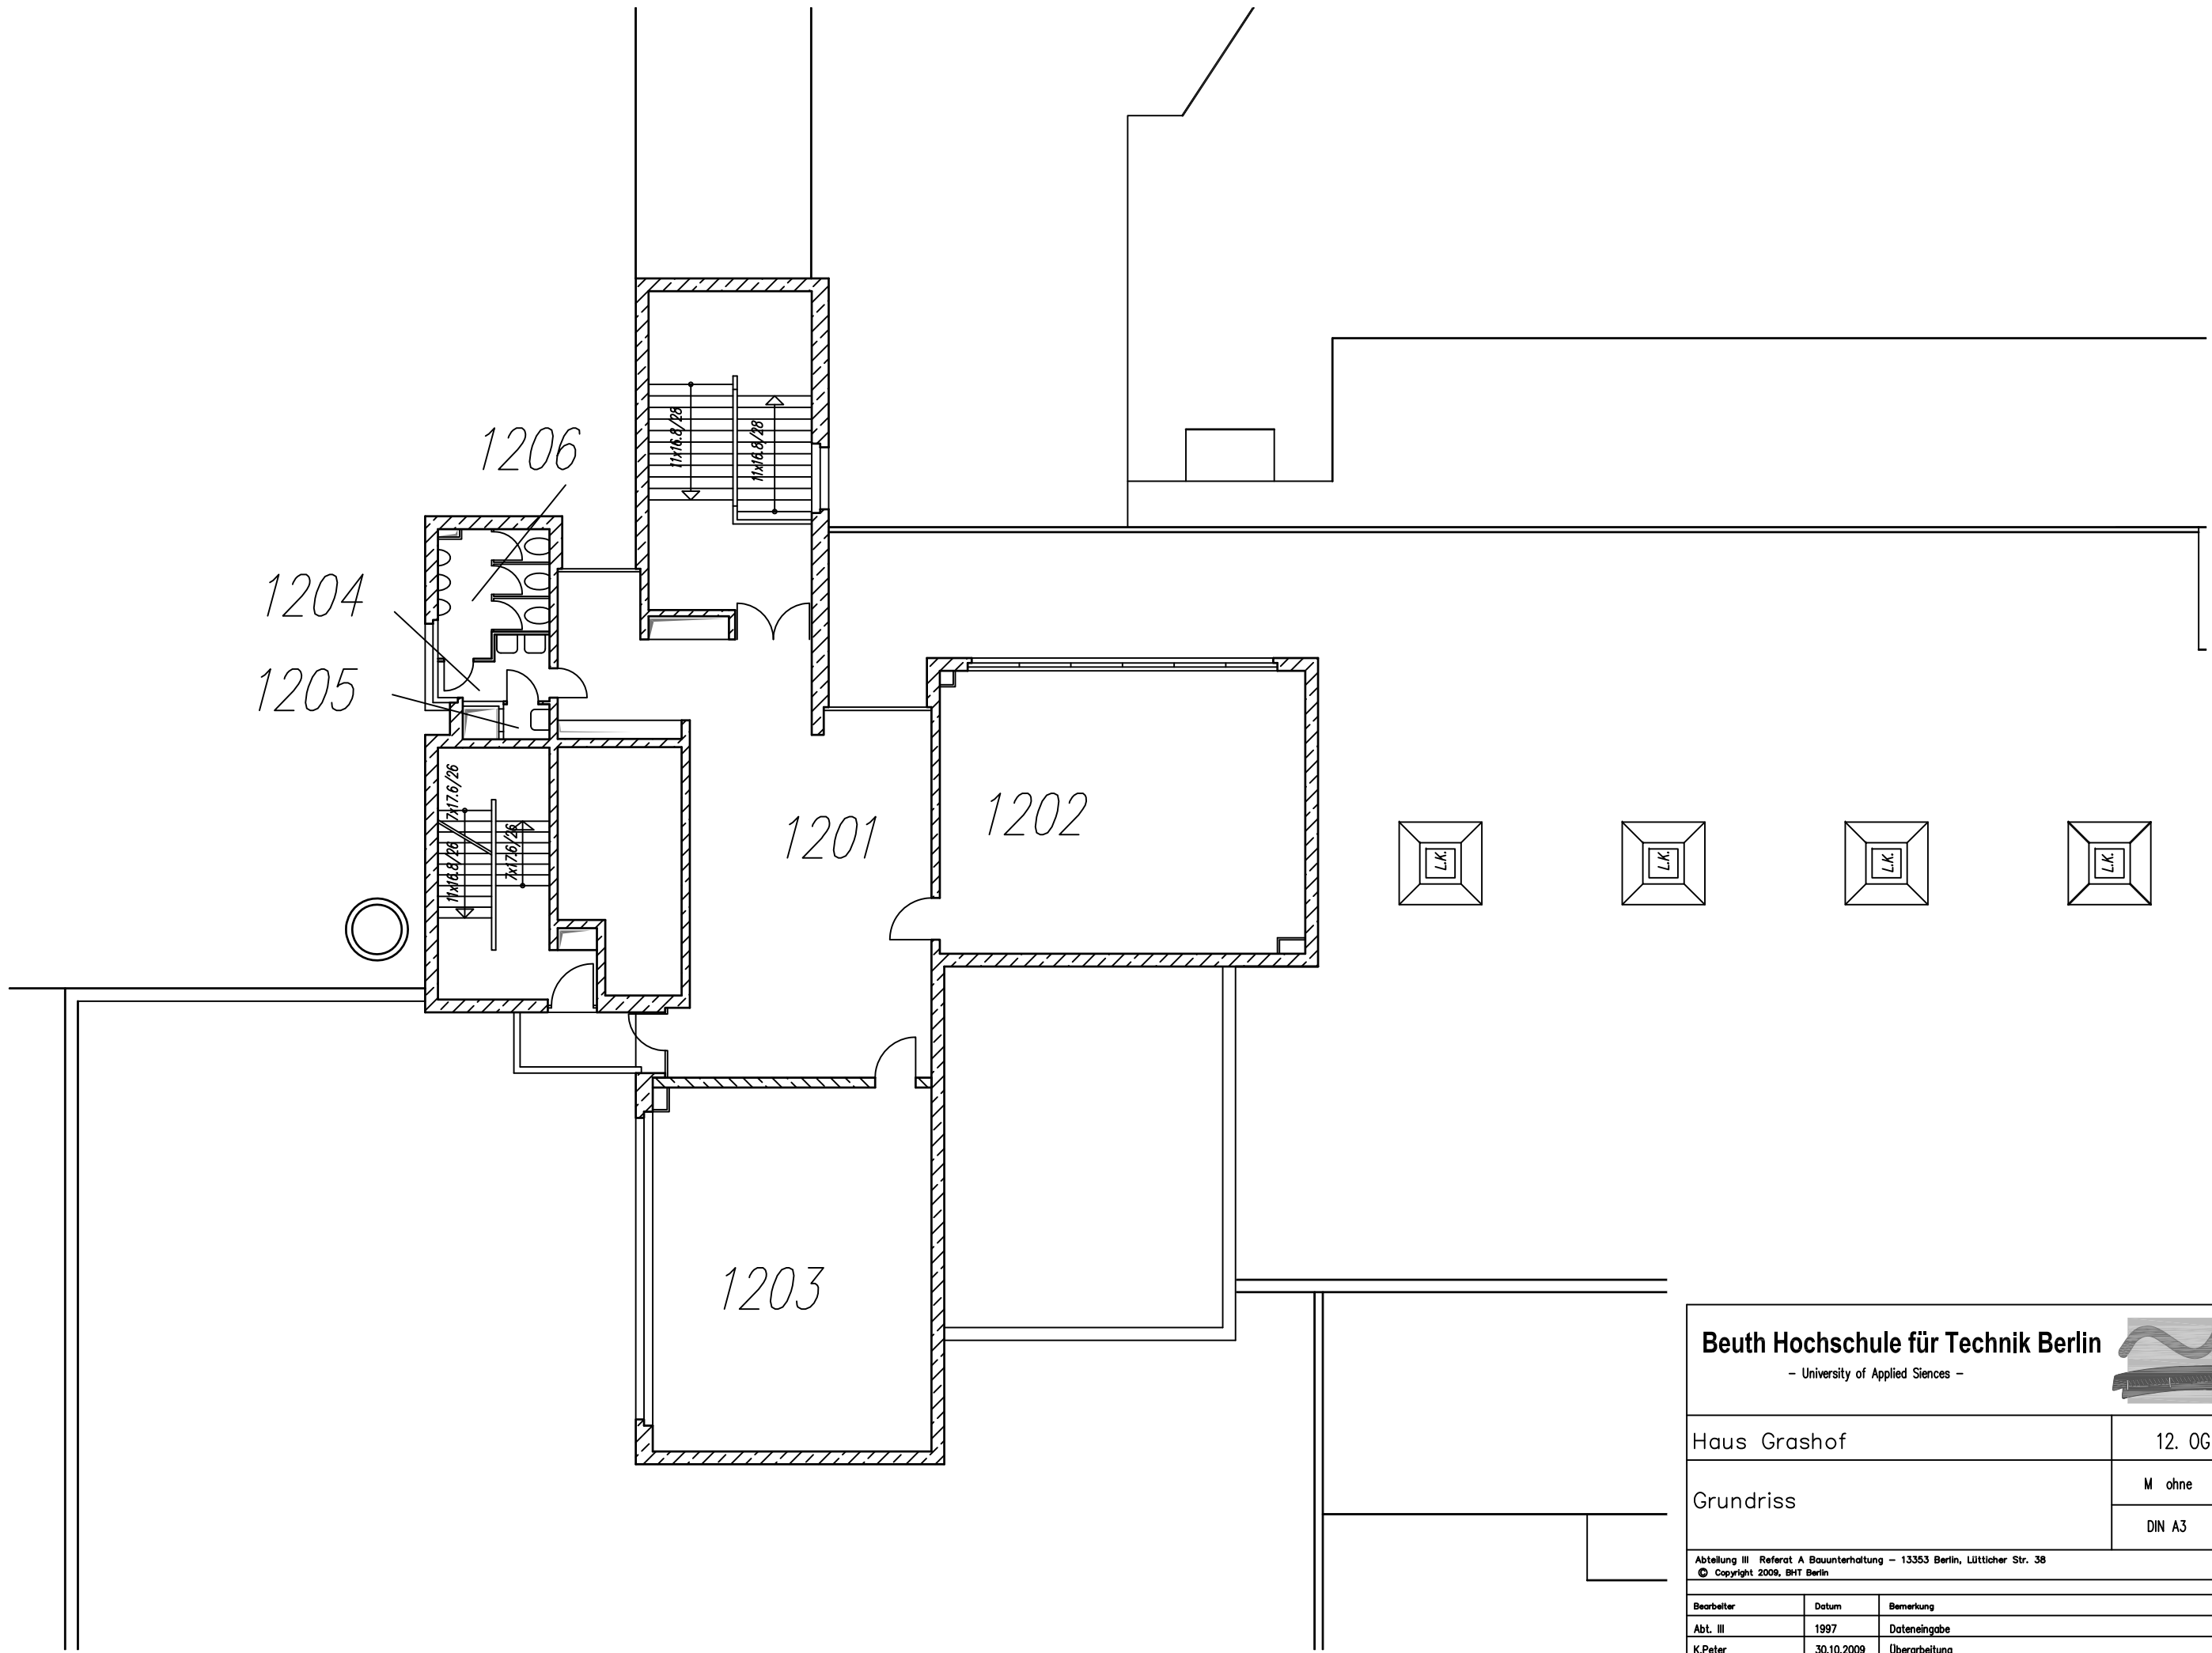 11x16.8/28
11x16.8/28
1206
1204
1205
7x17.6/26
11x16.8/26
7x17.6/26
1201
1202
L.K.
L.K.
L.K.
L.K.
1203
Beuth Hochschule für Technik Berlin
– University of Applied Siences –
Haus Grashof
12. OG
Grundriss
M ohne
DIN A3
Abteilung III Referat A Bauunterhaltung – 13353 Berlin, Lütticher Str. 38
© Copyright 2009, BHT Berlin
Bearbeiter Datum Bemerkung
Abt. III 1997 Dateneingabe
K.Peter 30.10.2009 Überarbeitung